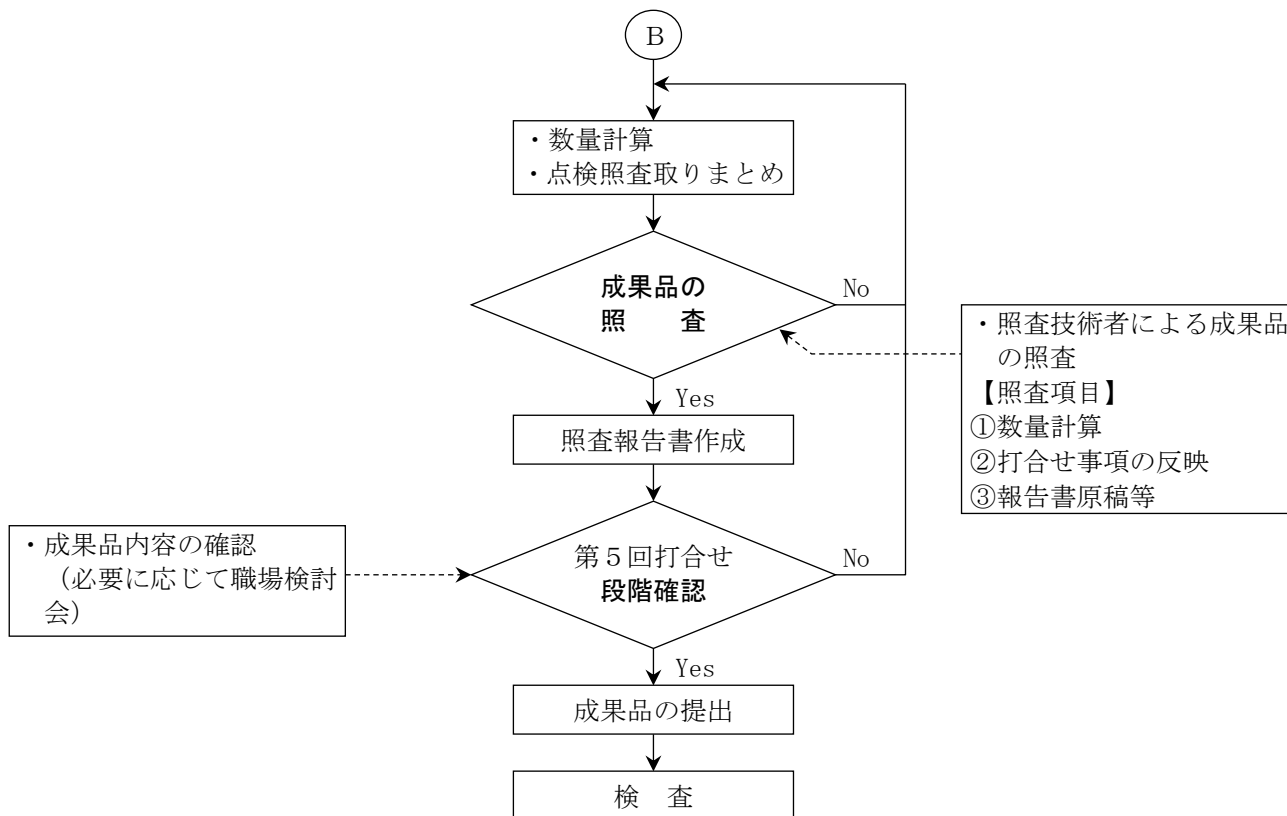 B
・数量計算
・点検照査取りまとめ
成果品の
照　　査
No
・照査技術者による成果品
の照査
【照査項目】
①数量計算
②打合せ事項の反映
③報告書原稿等
Yes
照査報告書作成
・成果品内容の確認
（必要に応じて職場検討
会）
第５回打合せ
段階確認
No
Yes
成果品の提出
検　査